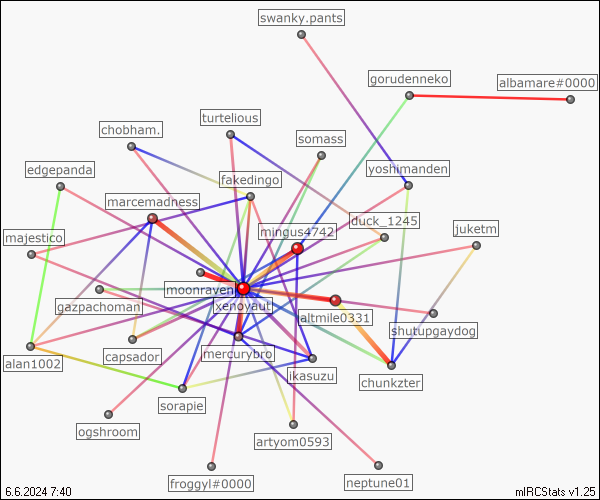 swanky.pants
gorudenneko
albamare#0000
turtelious
chobham.
somass
edgepanda
yoshimanden
fakedingo
marcemadness
duck_1245
mingus4742
juketm
majestico
moonraven
gazpachoman
xenoyaut
altmile0331
shutupgaydog
mercurybro
capsador
alan1002
ikasuzu
chunkzter
sorapie
ogshroom
artyom0593
froggyl#0000
neptune01
6.6.2024 7:40
mIRCStats v1.25